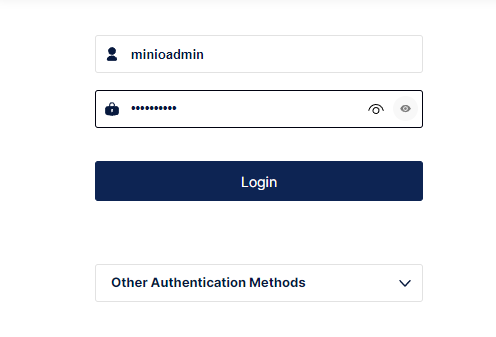 minioadmin
••••••••••
Login
Other Authentication Methods